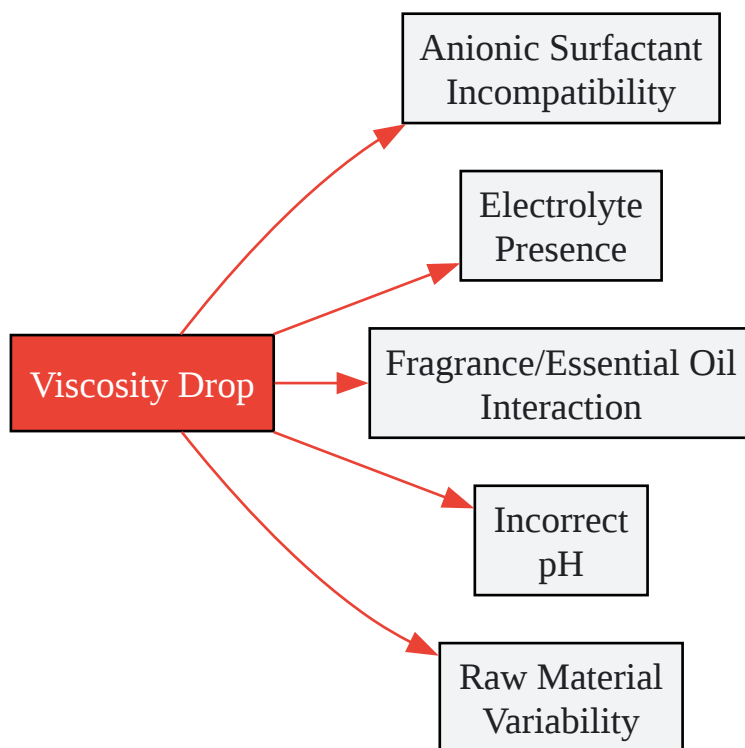 Anionic Surfactant
Incompatibility
Electrolyte
Presence
Viscosity Drop
Fragrance/Essential Oil
Interaction
Incorrect
pH
Raw Material
Variability